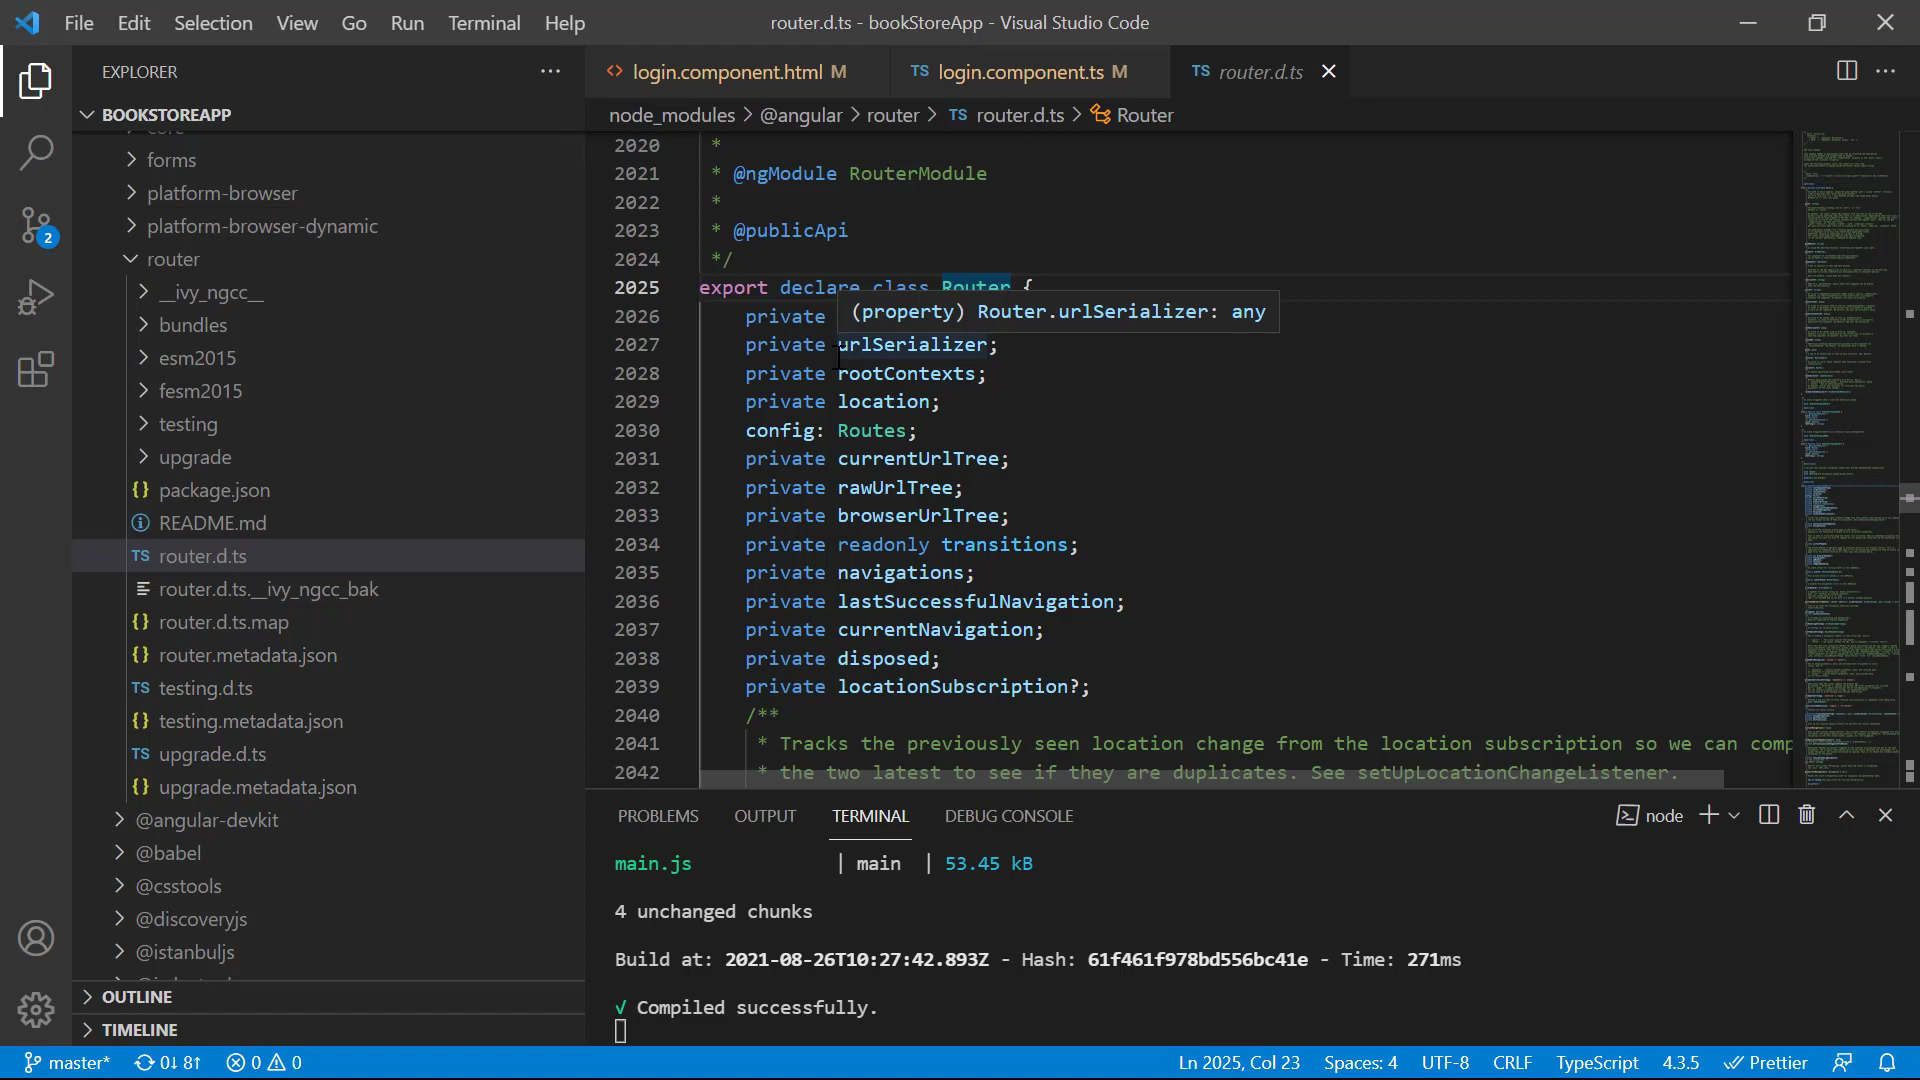 File Edit Selection View Go Run Terminal Help
router.d.ts - bookStoreApp - Visual Studio Code
EXPLORER
BOOKSTOREAPP
core
forms
platform-browser
platform-browser-dynamic
router
__ivy_ngcc__
bundles
esm2015
fesm2015
testing
upgrade
package.json
README.md
router.d.ts
router.d.ts.__ivy_ngcc_bak
router.d.ts.map
router.metadata.json
testing.d.ts
testing.metadata.json
upgrade.d.ts
upgrade.metadata.json
@angular-devkit
@babel
@csstools
@discoveryjs
@istanbuljs
OUTLINE
TIMELINE
2
login.component.html M
TS login.component.ts M
TS router.d.ts
node_modules > @angular > router > TS router.d.ts > Router
2020 *
2021 * @ngModule RouterModule
2022 *
2023 * @publicApi
2024 */
2025 export declare class Router {
(property) Router.urlSerializer: any
2026 private
2027 private urlSerializer;
2028 private rootContexts;
2029 private location;
2030 config: Routes;
2031 private currentUrlTree;
2032 private rawUrlTree;
2033 private browserUrlTree;
2034 private readonly transitions;
2035 private navigations;
2036 private lastSuccessfulNavigation;
2037 private currentNavigation;
2038 private disposed;
2039 private locationSubscription?;
2040 /**
2041 * Tracks the previously seen location change from the location subscription so we can comp
2042 * the two latest to see if they are duplicates. See setUpLocationChangeListener.
PROBLEMS OUTPUT TERMINAL DEBUG CONSOLE
node
main.js | main | 53.45 kB
4 unchanged chunks
Build at: 2021-08-26T10:27:42.893Z - Hash: 61f461f978bd556bc41e - Time: 271ms
√ Compiled successfully.
master* 0↓ 8↑ 0 0
Ln 2025, Col 23 Spaces: 4 UTF-8 CRLF TypeScript 4.3.5 Prettier